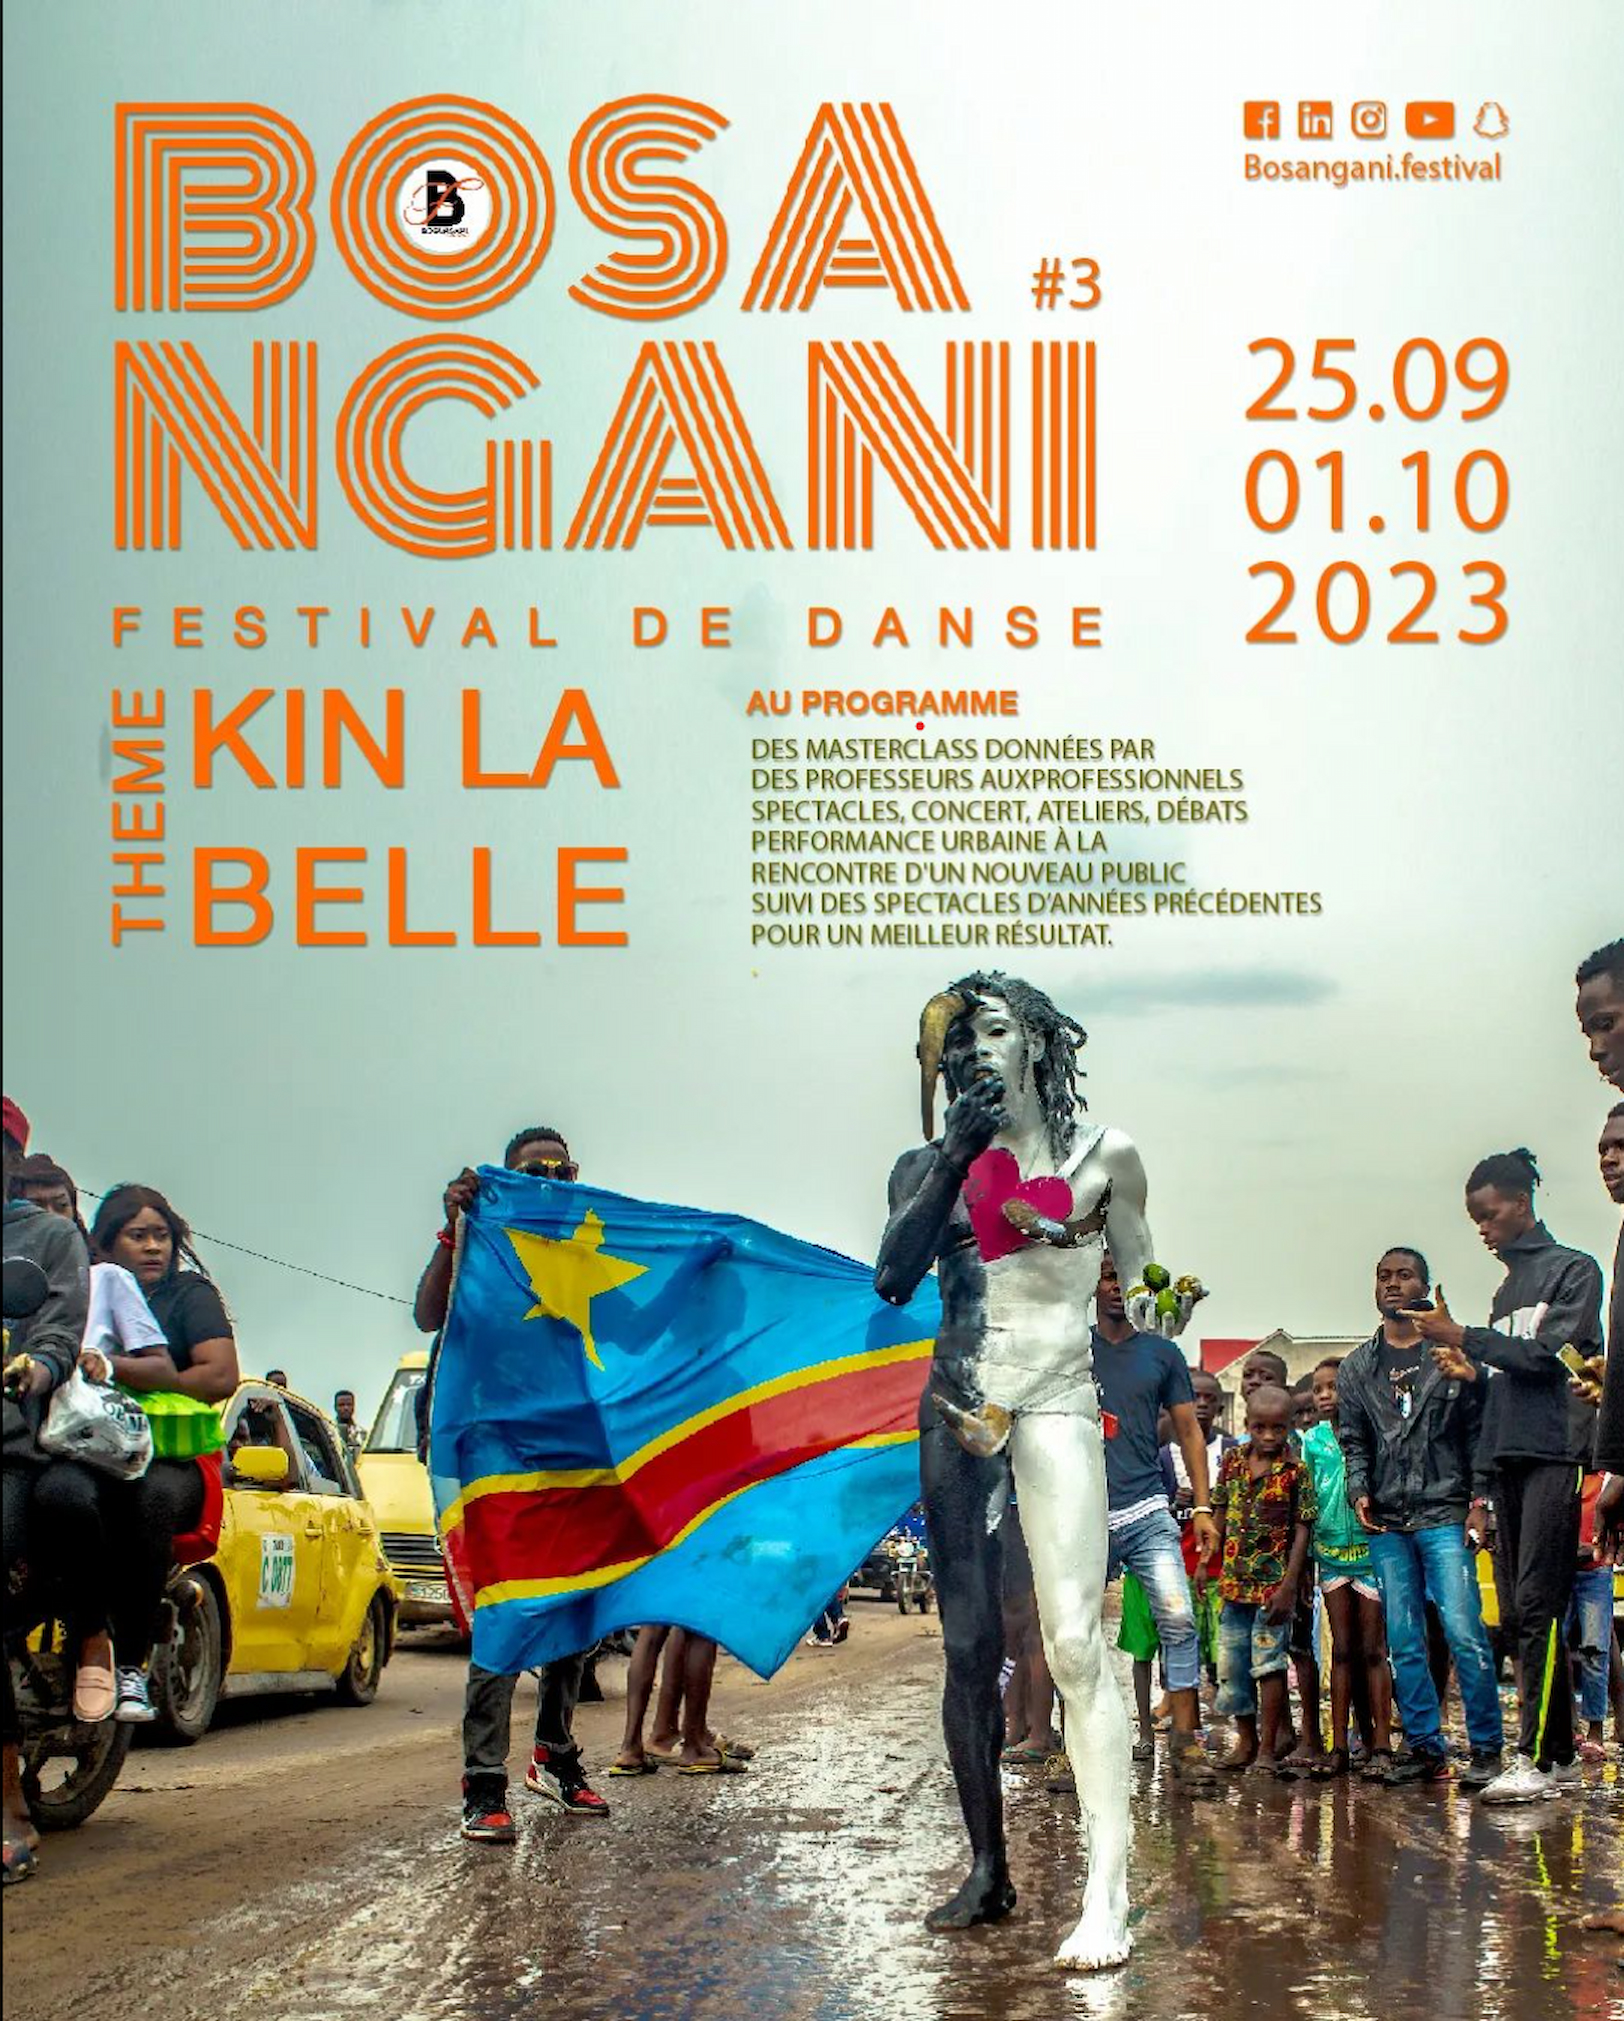 BOSA
NGANI
#3
Bosangani.festival
25.09
01.10
2023
FESTIVAL DE DANSE
THEME
KIN LA
BELLE
AU PROGRAMME
DES MASTERCLASS DONNÉES PAR
DES PROFESSEURS AUXPROFESSIONNELS
SPECTACLES, CONCERT, ATELIERS, DÉBATS
PERFORMANCE URBAINE À LA
RENCONTRE D'UN NOUVEAU PUBLIC
SUIVI DES SPECTACLES D'ANNÉES PRÉCÉDENTES
POUR UN MEILLEUR RÉSULTAT.
C 0877